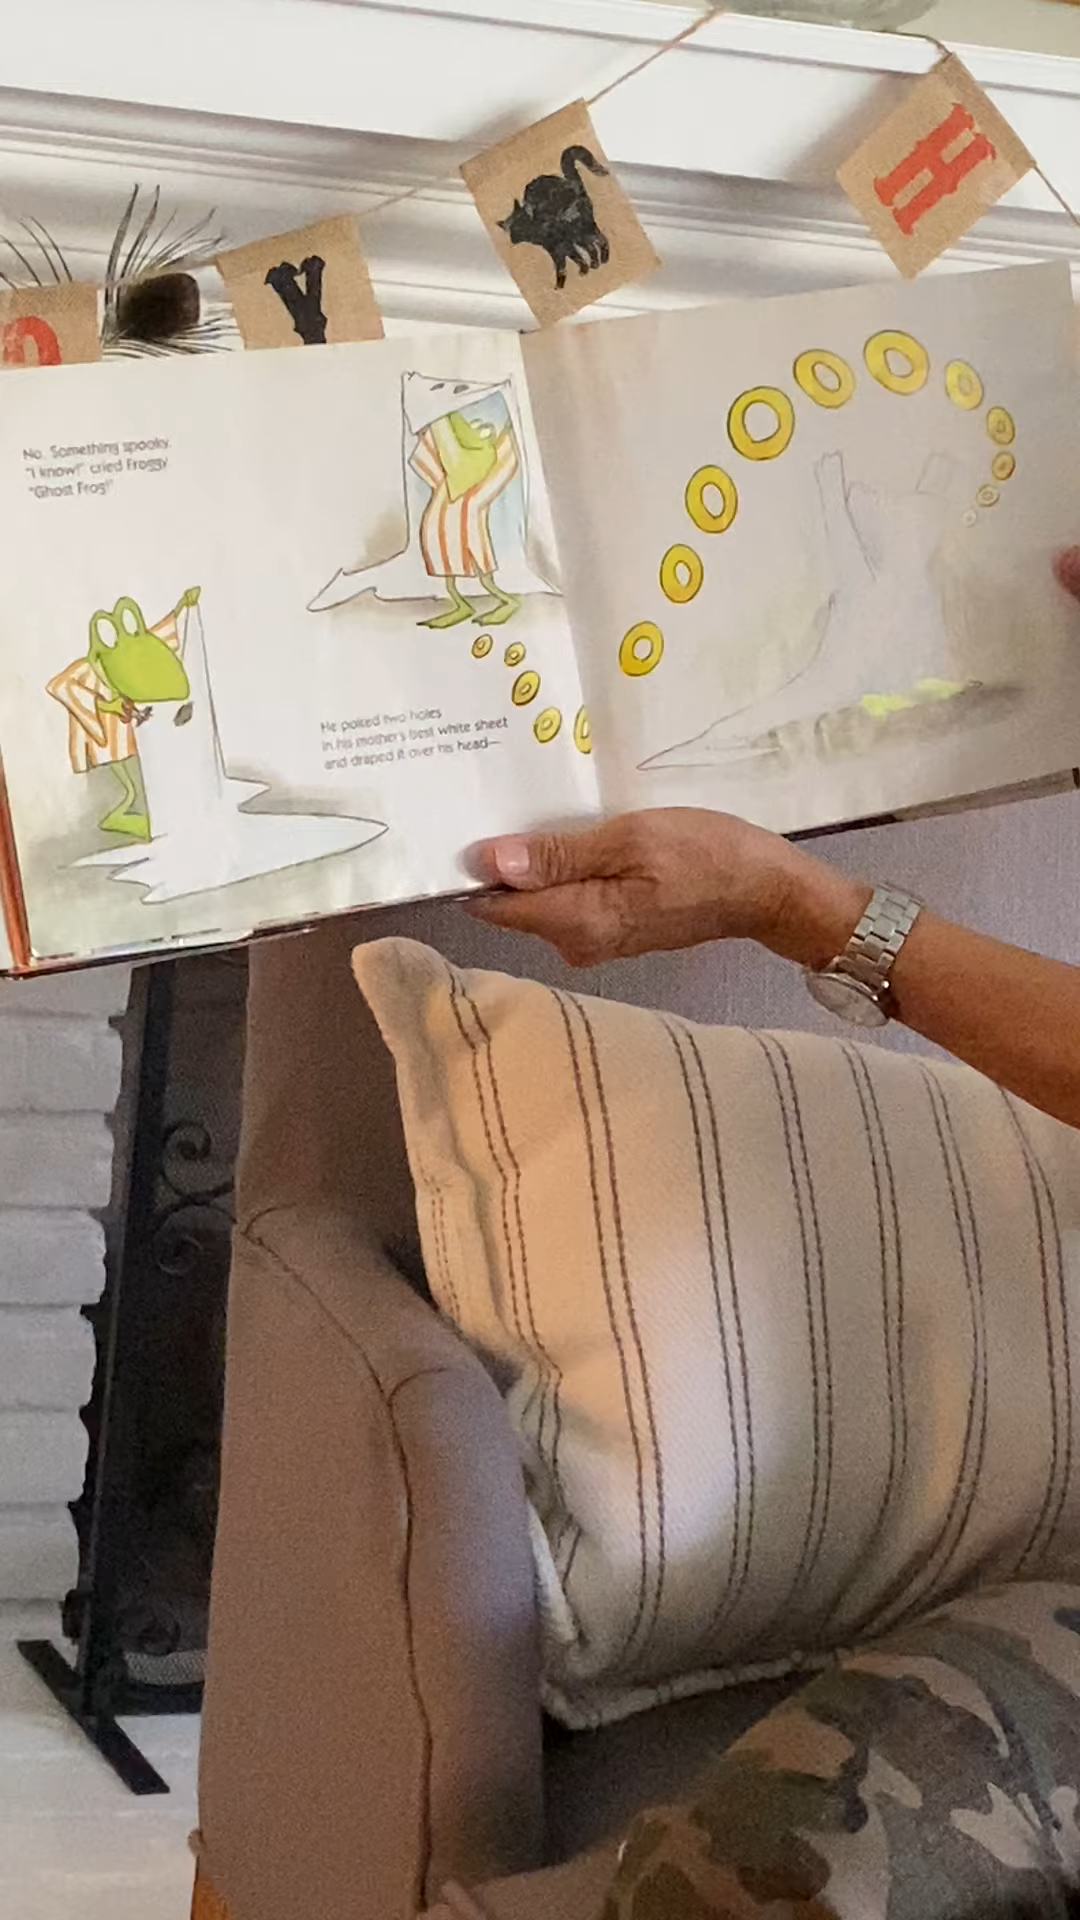 Y
H
No. Something spooky.
"I know!" cried Froggy.
"Ghost Frog!"
He poked two holes
in his mother's best white sheet
and draped it over his head—